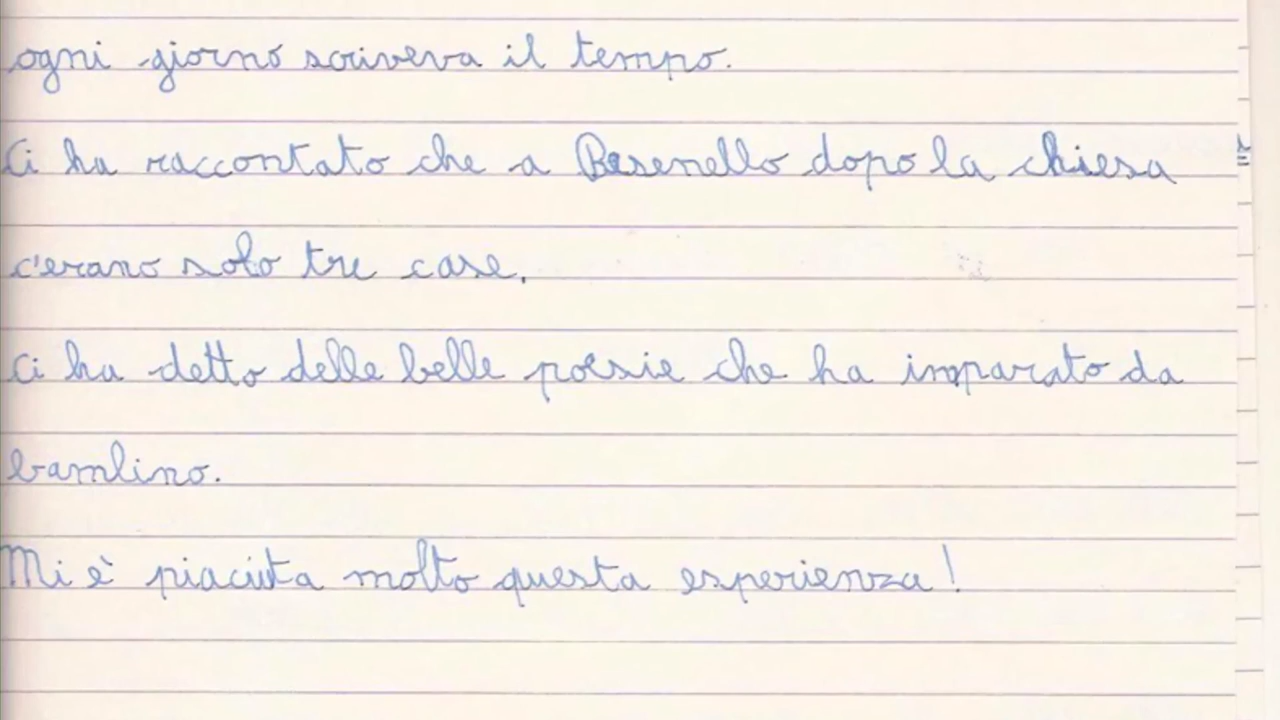 ogni giorno scriveva il tempo.
Ci ha raccontato che a Besenello dopo la chiesa
c'erano solo tre case.
Ci ha detto delle belle poesie che ha imparato da
bambino.
Mi è piaciuta molto questa esperienza!